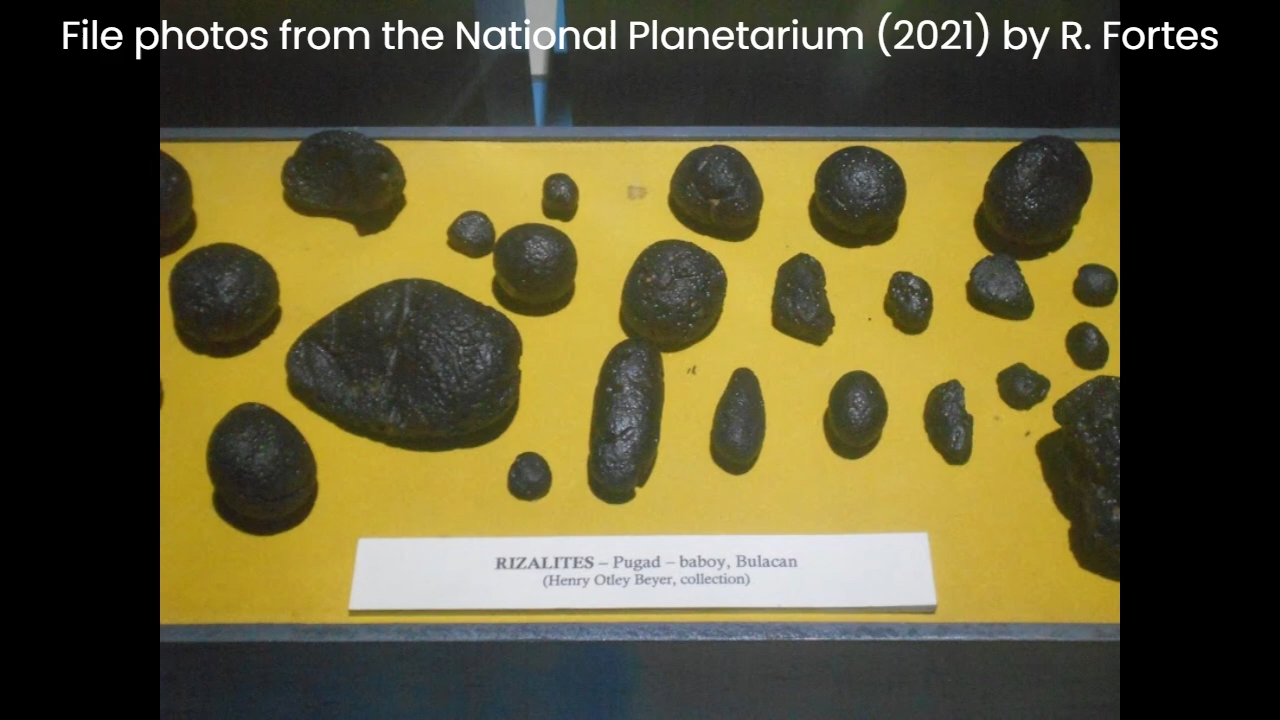 File photos from the National Planetarium (2021) by R. Fortes
RIZALITES – Pugad – baboy, Bulacan
(Henry Otley Beyer, collection)